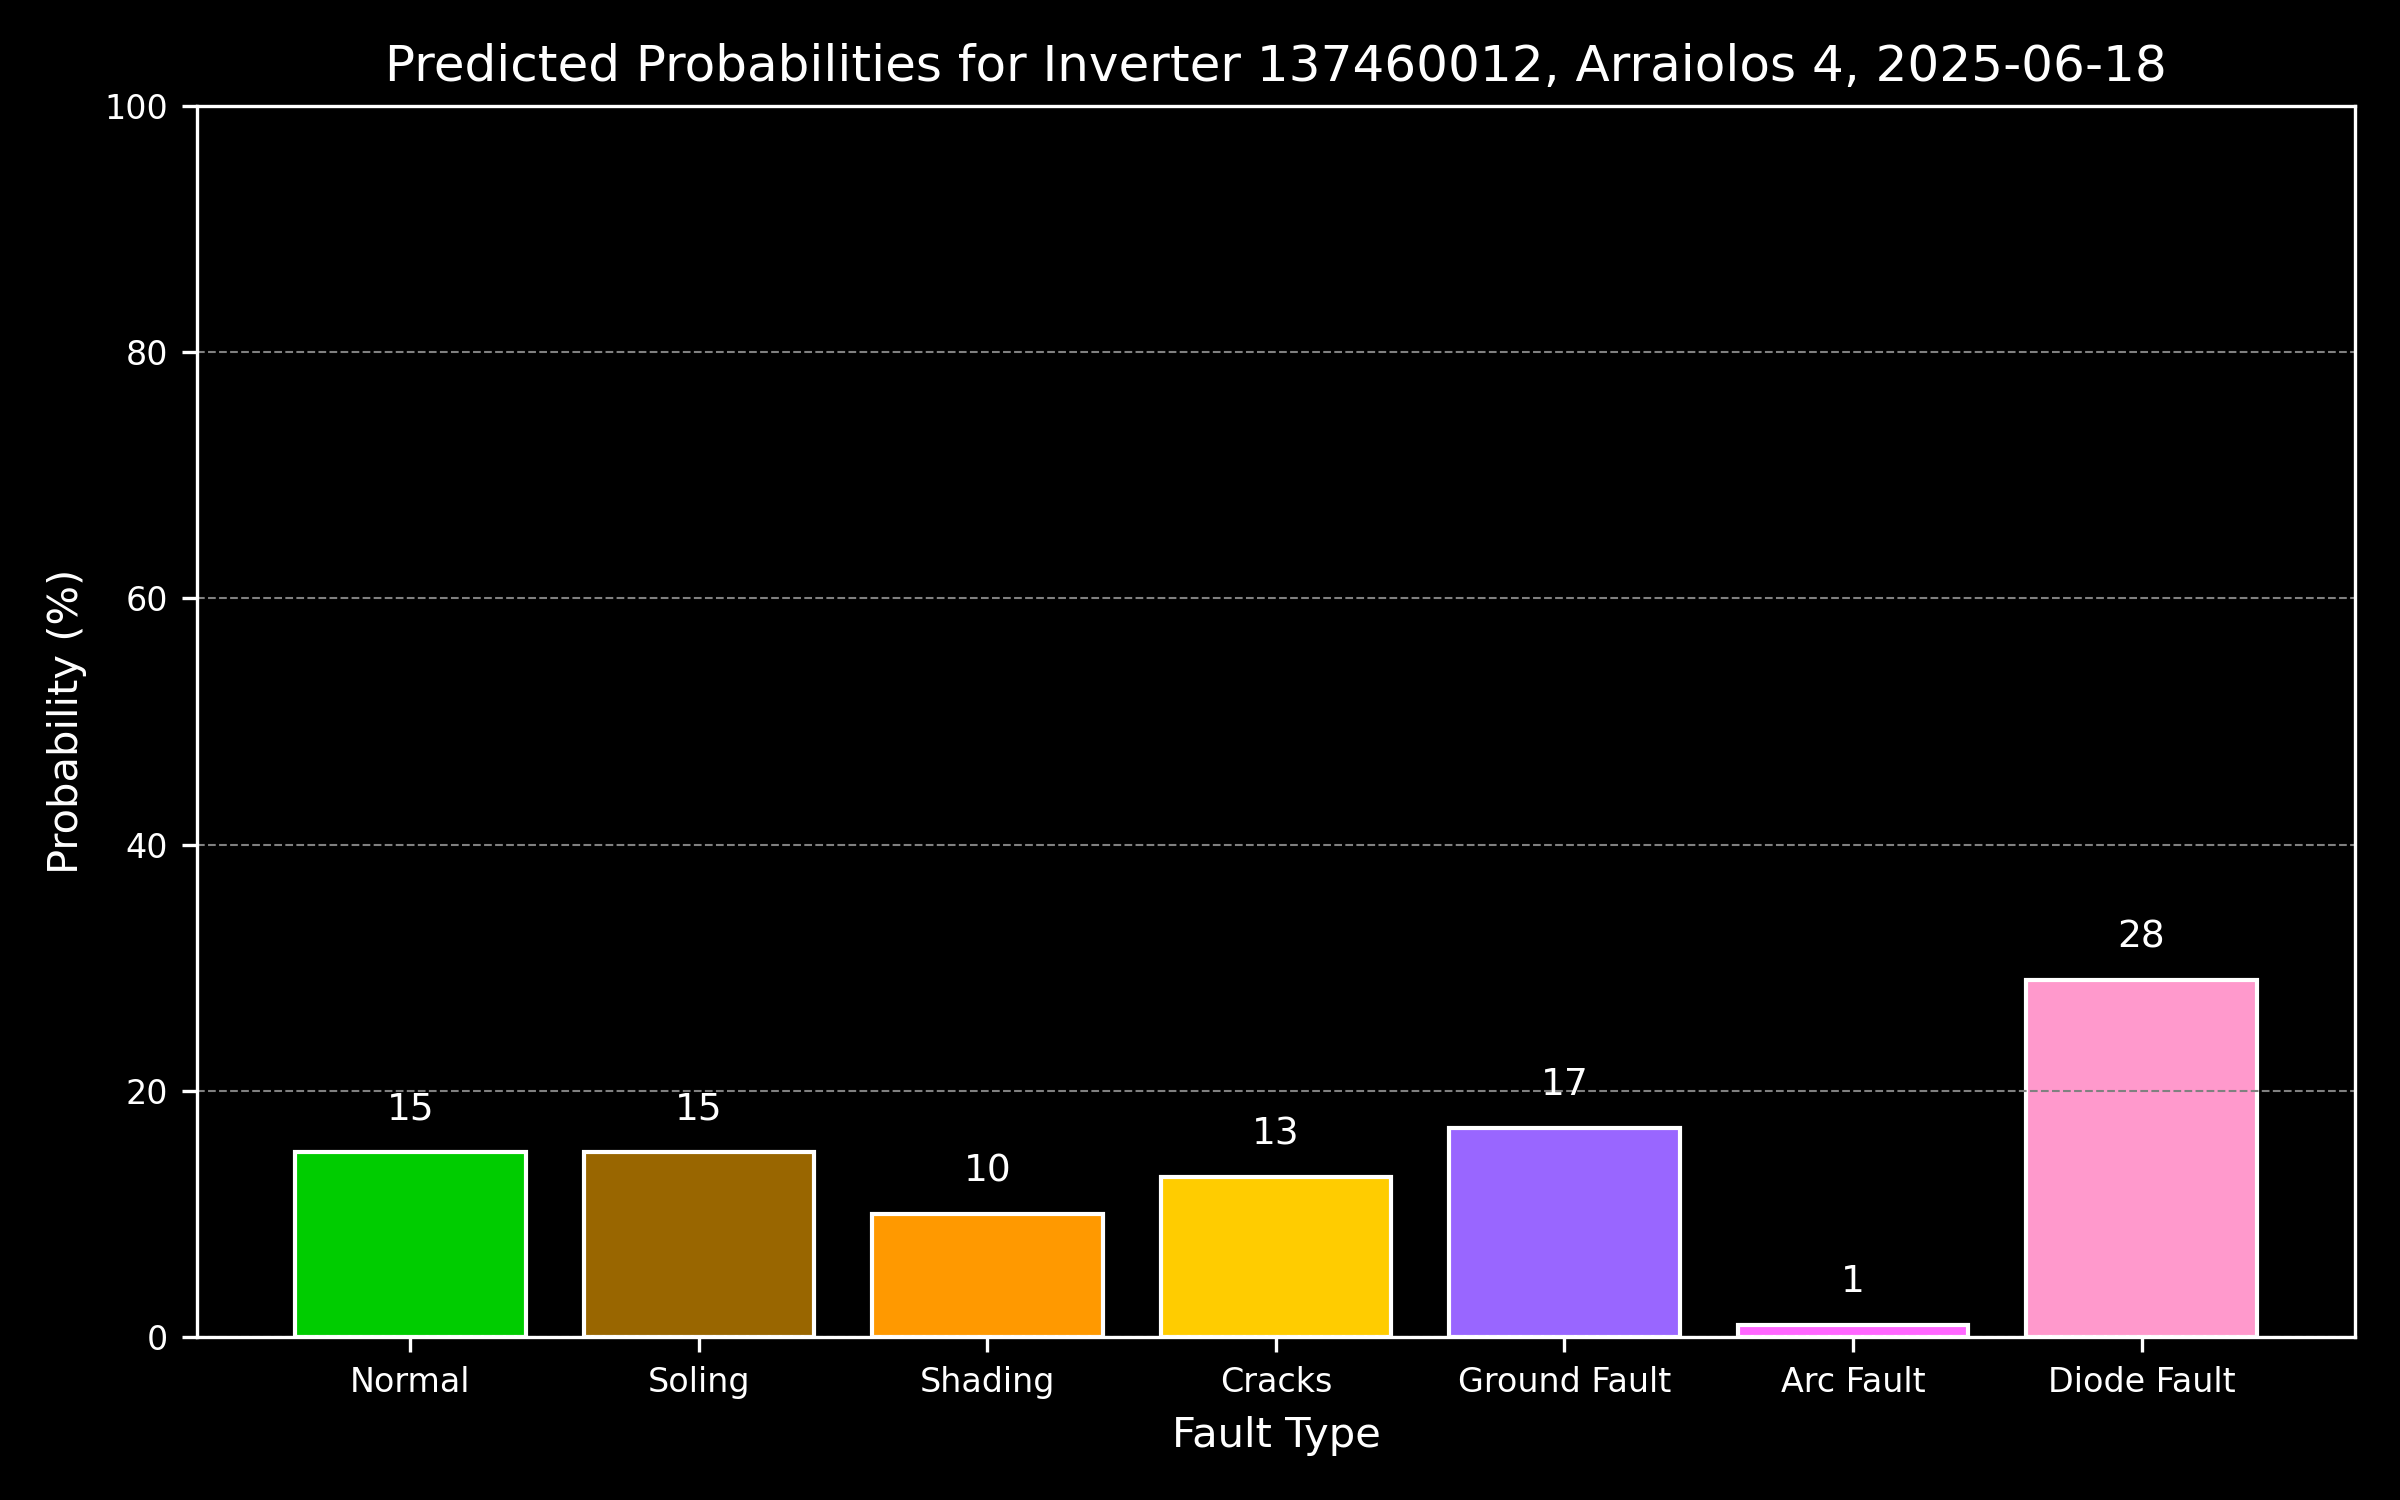 Predicted Probabilities for Inverter 137460012, Arraiolos 4, 2025-06-18
100
80
60
40
20
0
Probability (%)
15
15
10
13
17
1
28
Normal
Soling
Shading
Cracks
Ground Fault
Arc Fault
Diode Fault
Fault Type